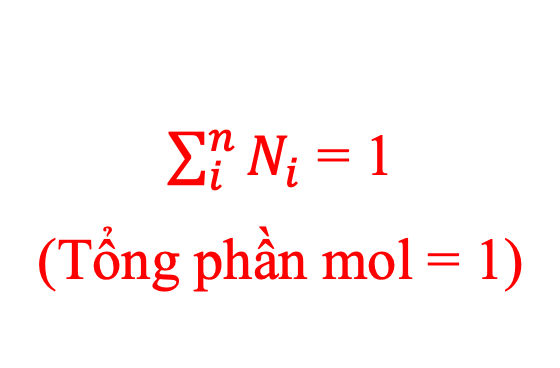 ∑ᵢⁿ Nᵢ = 1
(Tổng phần mol = 1)